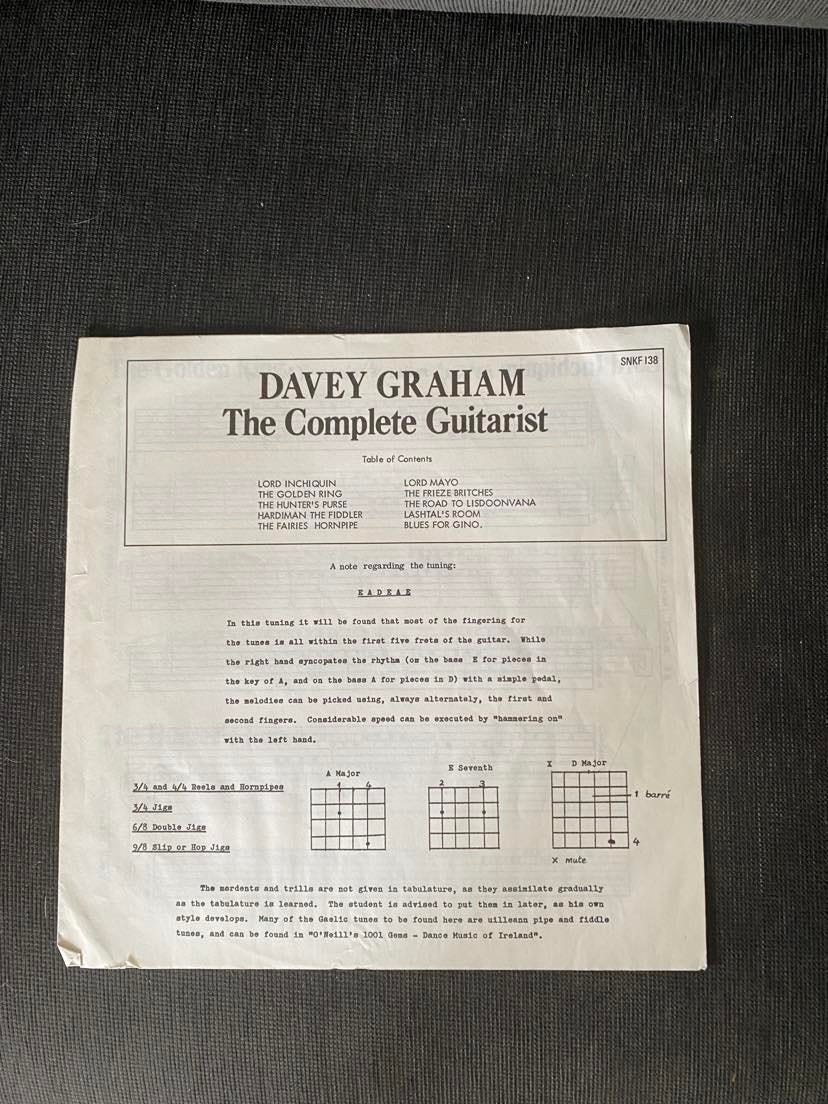 SNKF 138
DAVEY GRAHAM
The Complete Guitarist
Table of Contents
LORD INCHIQUIN
THE GOLDEN RING
THE HUNTER'S PURSE
HARDIMAN THE FIDDLER
THE FAIRIES HORNPIPE
LORD MAYO
THE FRIEZE BRITCHES
THE ROAD TO LISDOONVANA
LASHTAL'S ROOM
BLUES FOR GINO.
A note regarding the tuning:
E A D E A E
In this tuning it will be found that most of the fingering for
the tunes is all within the first five frets of the guitar. While
the right hand syncopates the rhythm (on the bass E for pieces in
the key of A, and on the bass A for pieces in D) with a simple pedal,
the melodies can be picked using, always alternately, the first and
second fingers. Considerable speed can be executed by "hammering on"
with the left hand.
3/4 and 4/4 Reels and Hornpipes
3/4 Jigs
6/8 Double Jigs
9/8 Slip or Hop Jigs
A Major
1 4
E Seventh
2 3
X D Major
1 barré
4
X mute
The mordents and trills are not given in tabulature, as they assimilate gradually
as the tabulature is learned. The student is advised to put them in later, as his own
style develops. Many of the Gaelic tunes to be found here are uilleann pipe and fiddle
tunes, and can be found in "O'Neill's 1001 Gems - Dance Music of Ireland".